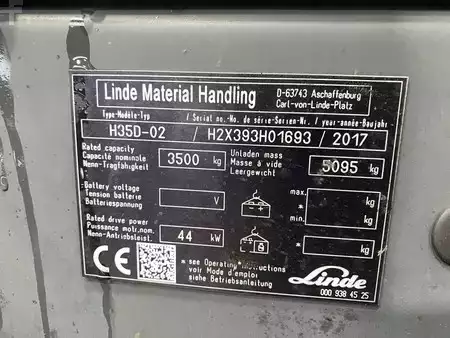 Linde Material Handling
D-63743 Aschaffenburg
Carl-von-Linde-Platz
Type-Modèle-Typ / Serial no.-No. de série-Serien-Nr. / year-année-Baujahr
H35D-02 / H2X393H01693 / 2017
Rated capacity
Capacité nominale 3500 kg
Nenn-Tragfähigkeit
Unladen mass
Masse à vide 5095 kg
Leergewicht
Battery voltage
Tension batterie V
Batteriespannung
max.
* kg
min.
* kg
Rated drive power
Puissance motor.nom. 44 kW
Nenn-Antriebsleist.
* kg
CE
* see Operating Instructions
voir Mode d'emploi
siehe Betriebsanleitung
Linde
000 938 45 25